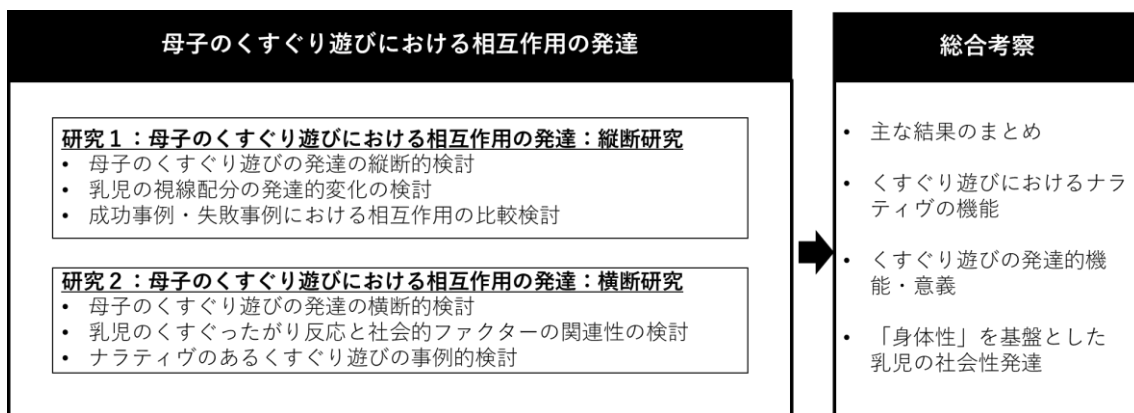 母子のくすぐり遊びにおける相互作用の発達
研究1：母子のくすぐり遊びにおける相互作用の発達：縦断研究
• 母子のくすぐり遊びの発達の縦断的検討
• 乳児の視線配分の発達的変化の検討
• 成功事例・失敗事例における相互作用の比較検討
研究2：母子のくすぐり遊びにおける相互作用の発達：横断研究
• 母子のくすぐり遊びの発達の横断的検討
• 乳児のくすぐったがり反応と社会的ファクターの関連性の検討
• ナラティヴのあるくすぐり遊びの事例的検討
総合考察
• 主な結果のまとめ
• くすぐり遊びにおけるナラ
ティヴの機能
• くすぐり遊びの発達的機
能・意義
• 「身体性」を基盤とした
乳児の社会性発達